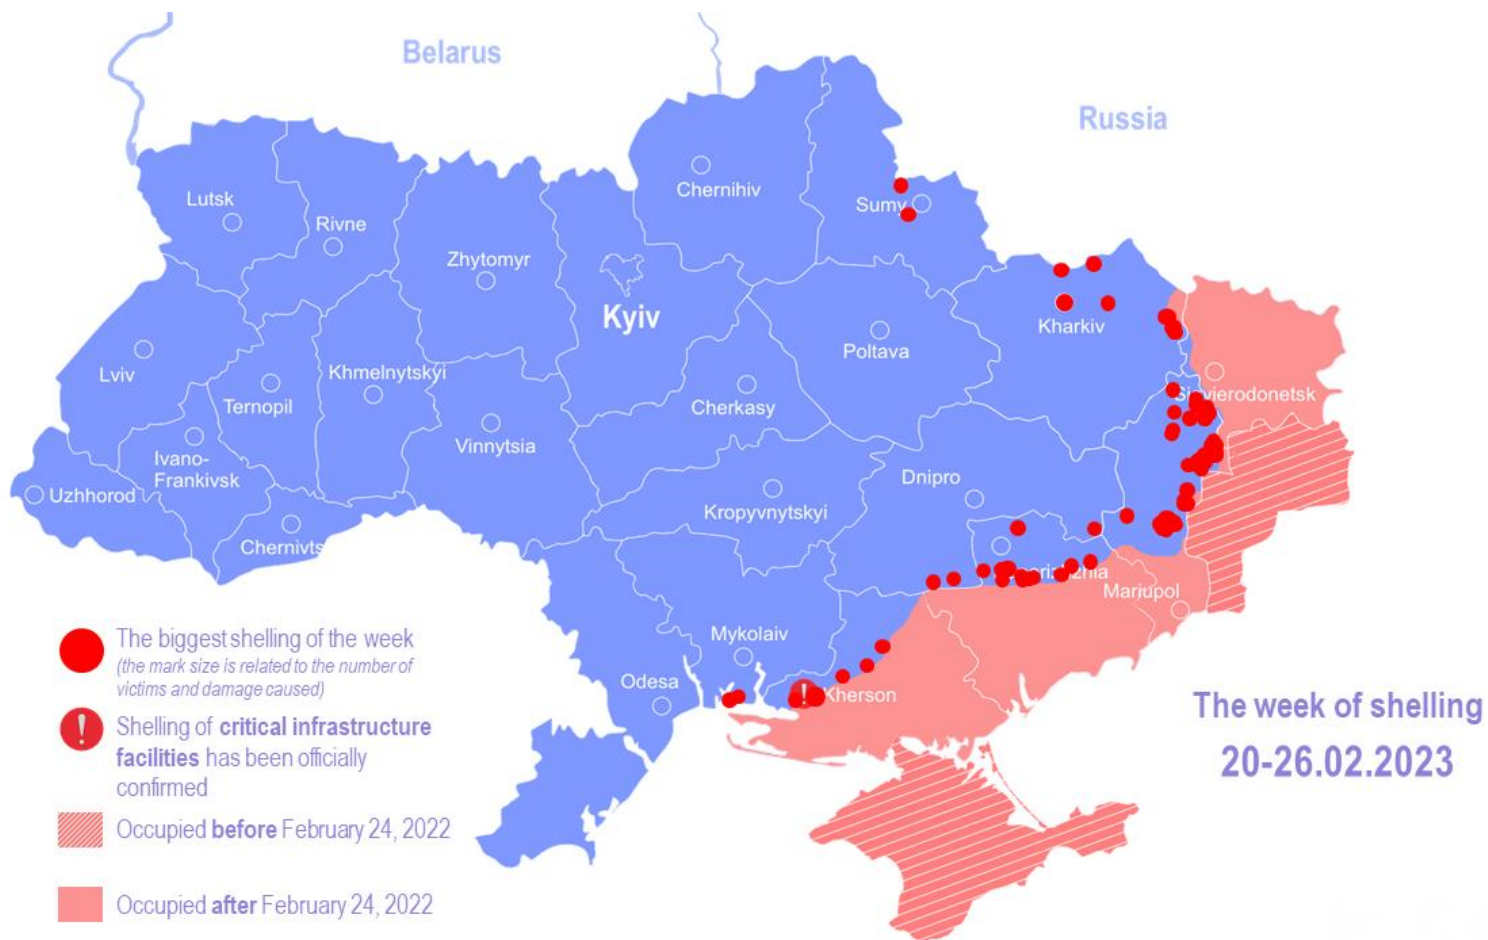 Belarus
Russia
Chernihiv
Lutsk
Sumy
Rivne
Zhytomyr
Kyiv
Kharkiv
Poltava
Lviv
Khmelnytskyi
Ternopil
Cherkasy
Vinnytsia
Ivano-
Frankivsk
Dnipro
Uzhhorod
Kropyvnytskyi
Chernivts
Mariupol
Mykolaiv
Odesa
Kherson
The biggest shelling of the week
(the mark size is related to the number of
victims and damage caused)
!
Shelling of critical infrastructure
facilities has been officially
confirmed
Occupied before February 24, 2022
Occupied after February 24, 2022
The week of shelling
20-26.02.2023